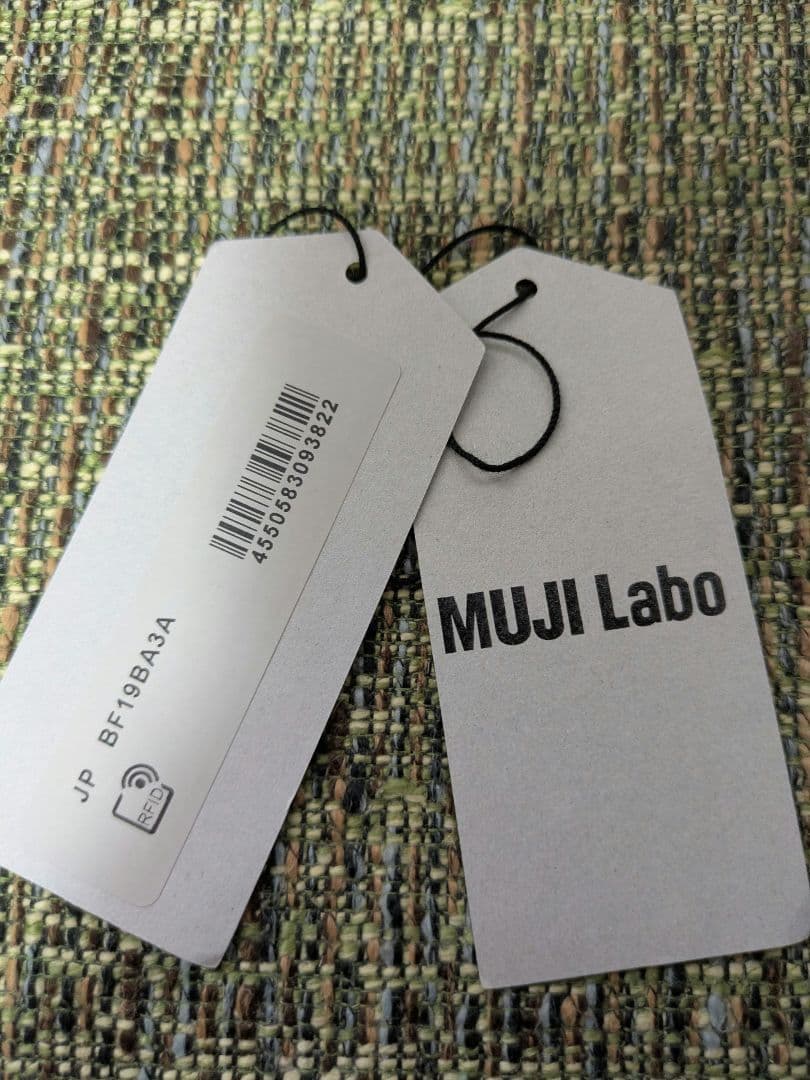 4550583093822
JP BF19BA3A
RFID
MUJI Labo